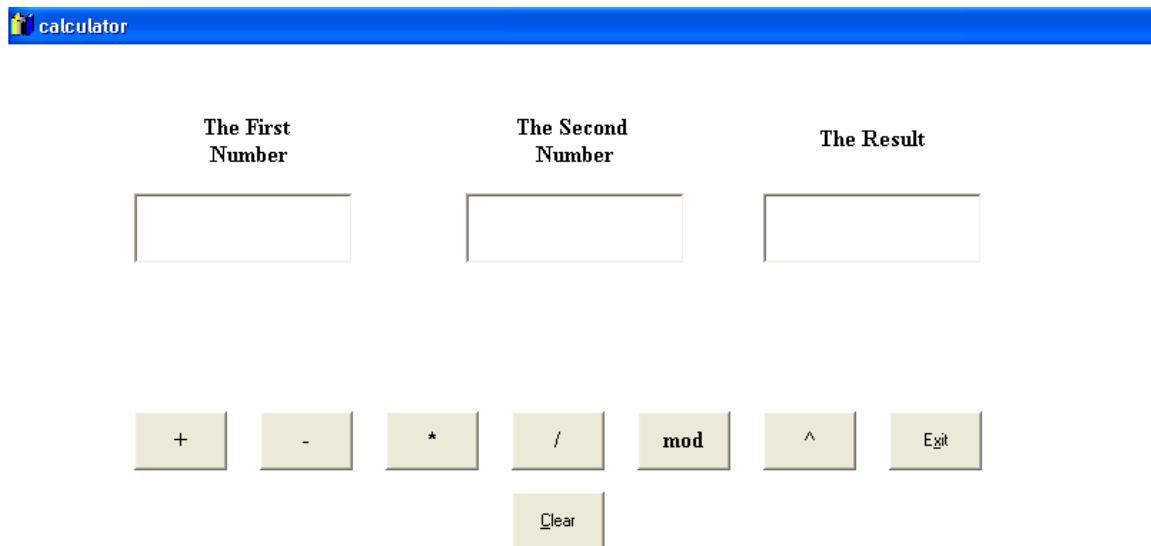 calculator
The First
Number
The Second
Number
The Result
+
-
*
/
mod
^
Exit
Clear